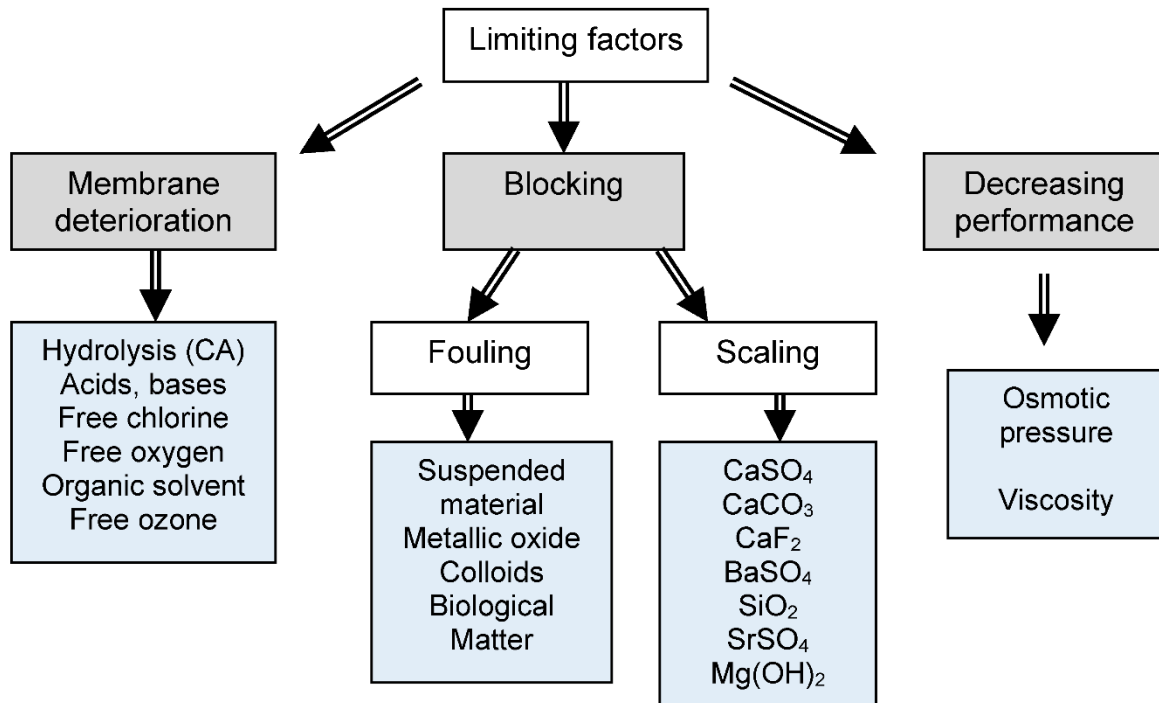 Limiting factors
Membrane
deterioration
Blocking
Decreasing
performance
Hydrolysis (CA)
Acids, bases
Free chlorine
Free oxygen
Organic solvent
Free ozone
Fouling
Scaling
Suspended
material
Metallic oxide
Colloids
Biological
Matter
CaSO₄
CaCO₃
CaF₂
BaSO₄
SiO₂
SrSO₄
Mg(OH)₂
Osmotic
pressure
Viscosity